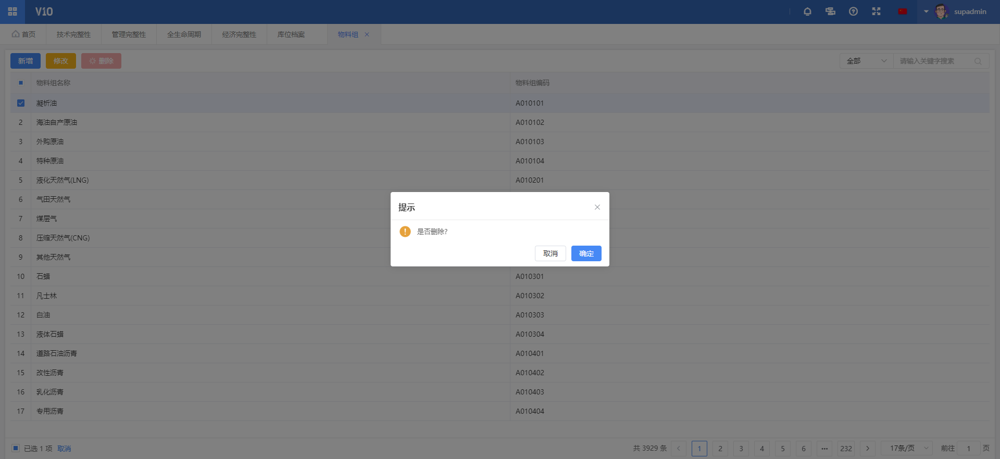 V10
supadmin
首页
技术完整性
管理完整性
全生命周期
经济完整性
库位档案
物料组
新增
修改
删除
全部
请输入关键字搜索
物料组名称
物料组编码
凝析油
A010101
2
海油自产原油
A010102
3
外购原油
A010103
4
特种原油
A010104
5
液化天然气(LNG)
A010201
6
气田天然气
7
煤层气
8
压缩天然气(CNG)
9
其他天然气
提示
是否删除?
取消
确定
10
石蜡
A010301
11
凡士林
A010302
12
白油
A010303
13
液体石蜡
A010304
14
道路石油沥青
A010401
15
改性沥青
A010402
16
乳化沥青
A010403
17
专用沥青
A010404
已选 1 项
取消
共 3929 条
1
2
3
4
5
6
•••
232
17条/页
前往
1
页